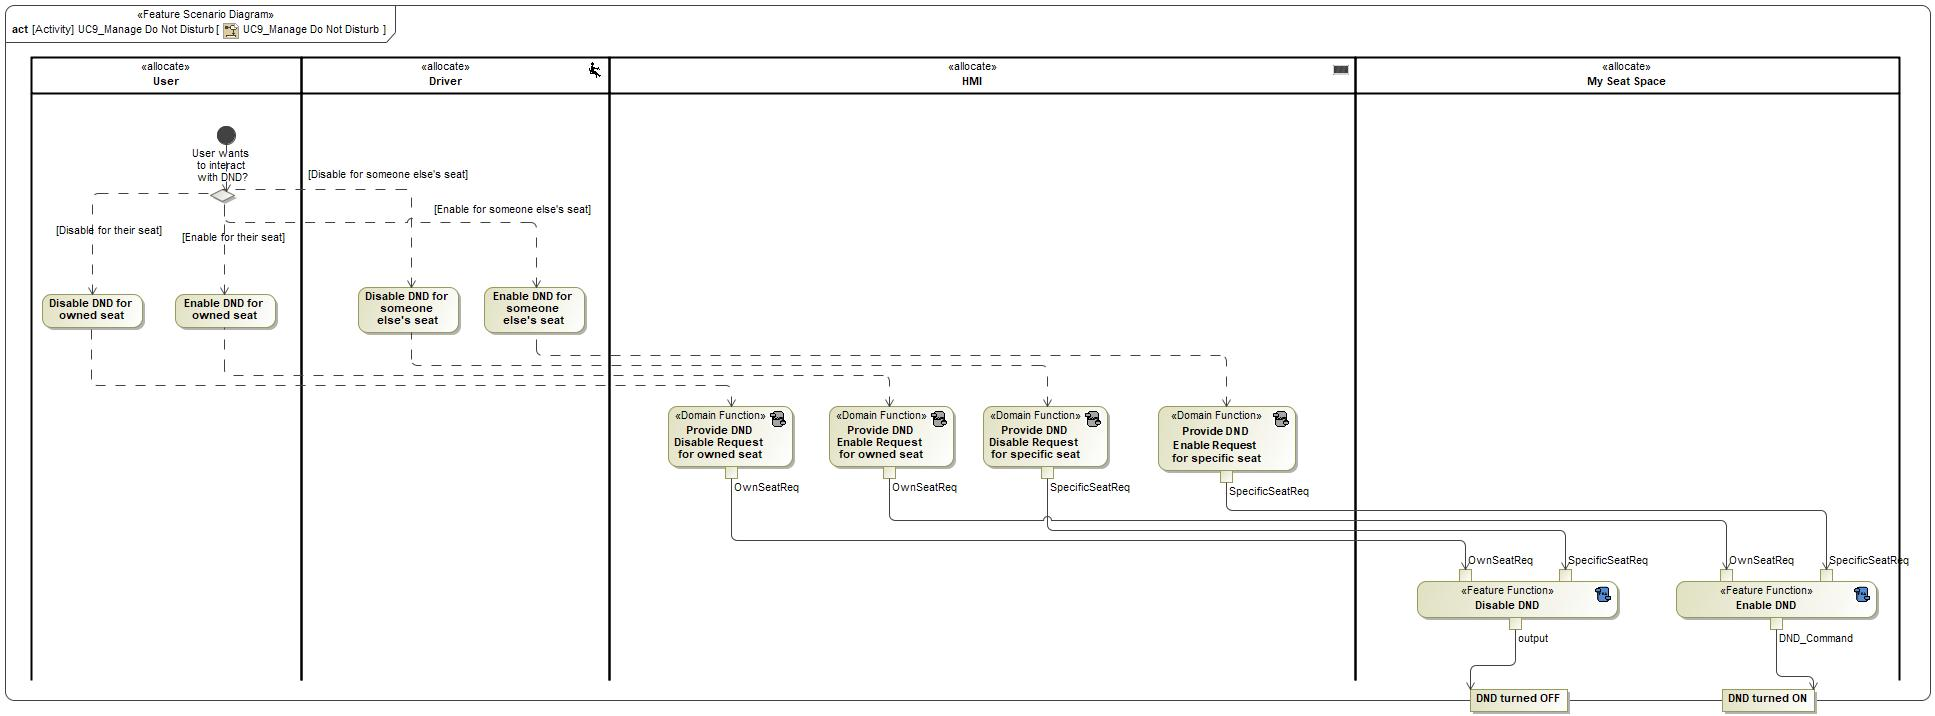 «Feature Scenario Diagram»
act [Activity] UC9_Manage Do Not Disturb [ UC9_Manage Do Not Disturb ]
«allocate»
User
«allocate»
Driver
«allocate»
HMI
«allocate»
My Seat Space
User wants
to interact
with DND?
[Disable for someone else's seat]
[Enable for someone else's seat]
[Disable for their seat]
[Enable for their seat]
Disable DND for
owned seat
Enable DND for
owned seat
Disable DND for
someone
else's seat
Enable DND for
someone
else's seat
«Domain Function»
Provide DND
Disable Request
for owned seat
«Domain Function»
Provide DND
Enable Request
for owned seat
«Domain Function»
Provide DND
Disable Request
for specific seat
«Domain Function»
Provide DND
Enable Request
for specific seat
OwnSeatReq
OwnSeatReq
SpecificSeatReq
SpecificSeatReq
OwnSeatReq
SpecificSeatReq
OwnSeatReq
SpecificSeatReq
«Feature Function»
Disable DND
«Feature Function»
Enable DND
output
DND_Command
DND turned OFF
DND turned ON